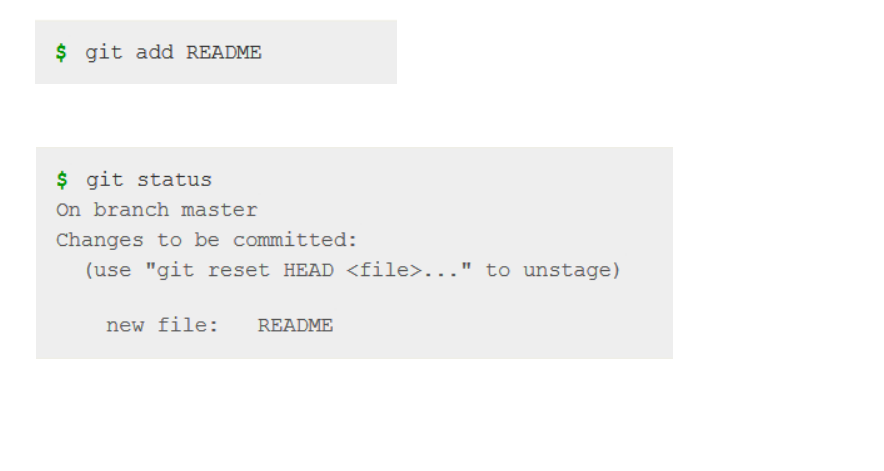 $ git add README
$ git status
On branch master
Changes to be committed:
(use "git reset HEAD <file>..." to unstage)
new file: README